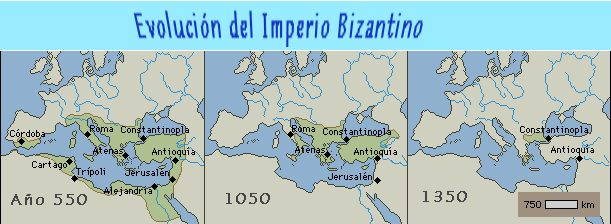 Evolución del Imperio Bizantino
Córdoba
Roma
Constantinopla
Atenas
Antioquía
Cartago
Trípoli
Jerusalén
Alejandría
Año 550
Roma
Constantinopla
Atenas
Antioquía
Jerusalén
1050
Constantinopla
Antioquía
1350
750 km